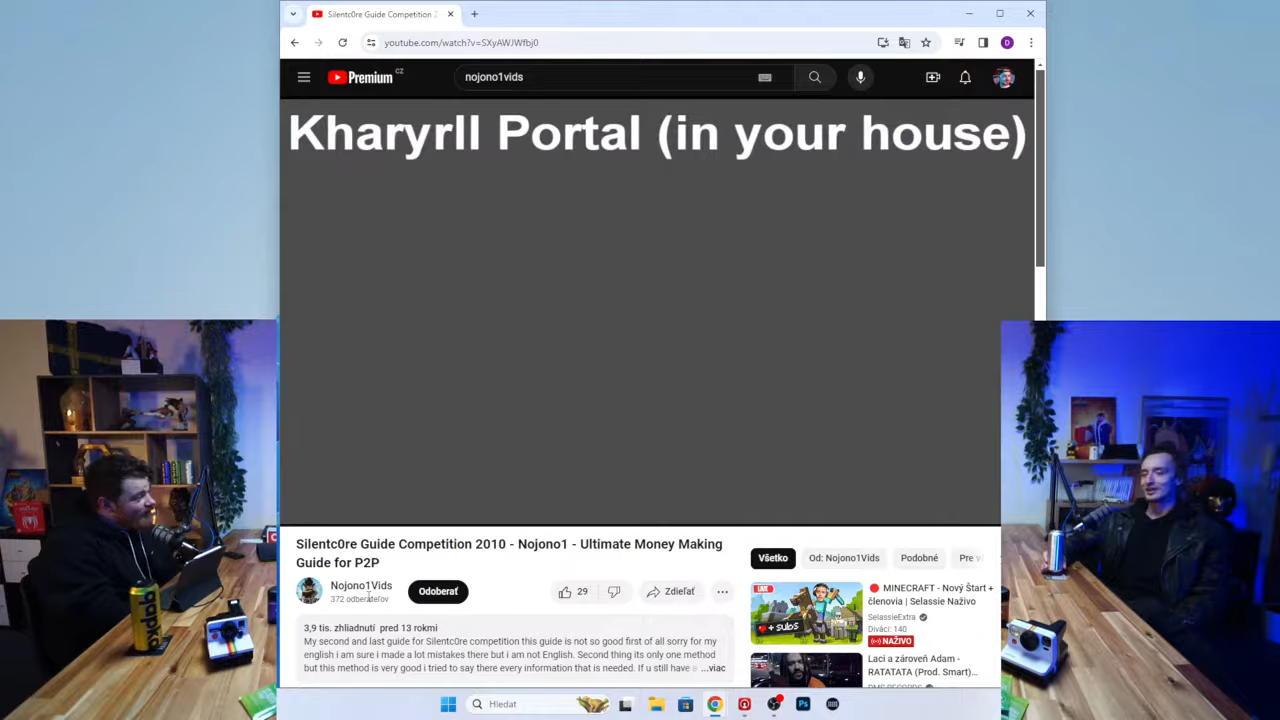 Silentc0re Guide Competition 2
youtube.com/watch?v=SXyAWJWfbj0
Premium CZ
nojono1vids
Kharyrll Portal (in your house)
Silentc0re Guide Competition 2010 - Nojono1 - Ultimate Money Making
Guide for P2P
Nojono1Vids
372 odberateľov
Odoberať
29
Zdieľať
3,9 tis. zhliadnutí pred 13 rokmi
My second and last guide for Silentc0re competition this guide is not so good first of all sorry for my
english i am sure i made a lot mistakes there but i am not English. Second thing its only one method
but this method is very good i tried to say there every information that is needed. If u still have a ...viac
Všetko
Od: Nojono1Vids
Podobné
Pre v
LIVE
+ SUBS
MINECRAFT - Nový Štart +
členovia | Selassie Naživo
SelassieExtra
Diváci: 140
NAŽIVO
Laci a zároveň Adam -
RATATATA (Prod. Smart)...
Hledat
Ps